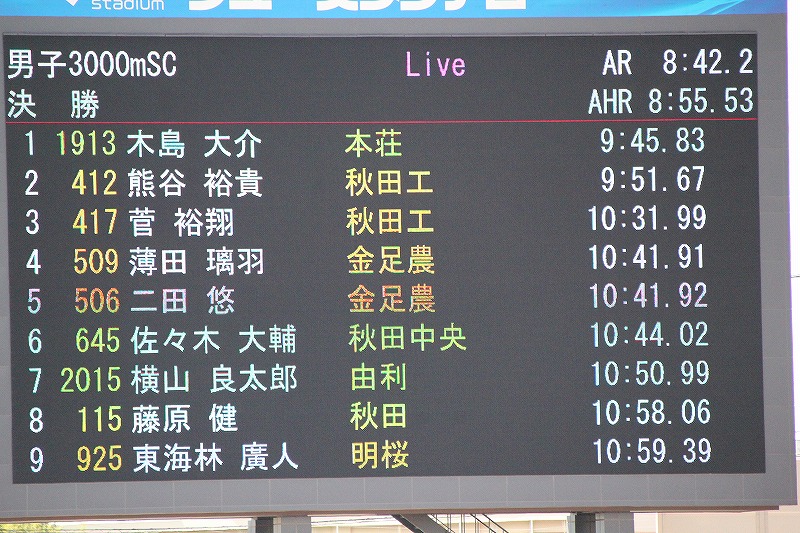 stadium
男子3000mSC Live AR 8:42.2
決 勝 AHR 8:55.53
1 1913 木島 大介 本荘 9:45.83
2 412 熊谷 裕貴 秋田工 9:51.67
3 417 菅 裕翔 秋田工 10:31.99
4 509 薄田 璃羽 金足農 10:41.91
5 506 二田 悠 金足農 10:41.92
6 645 佐々木 大輔 秋田中央 10:44.02
7 2015 横山 良太郎 由利 10:50.99
8 115 藤原 健 秋田 10:58.06
9 925 東海林 廣人 明桜 10:59.39